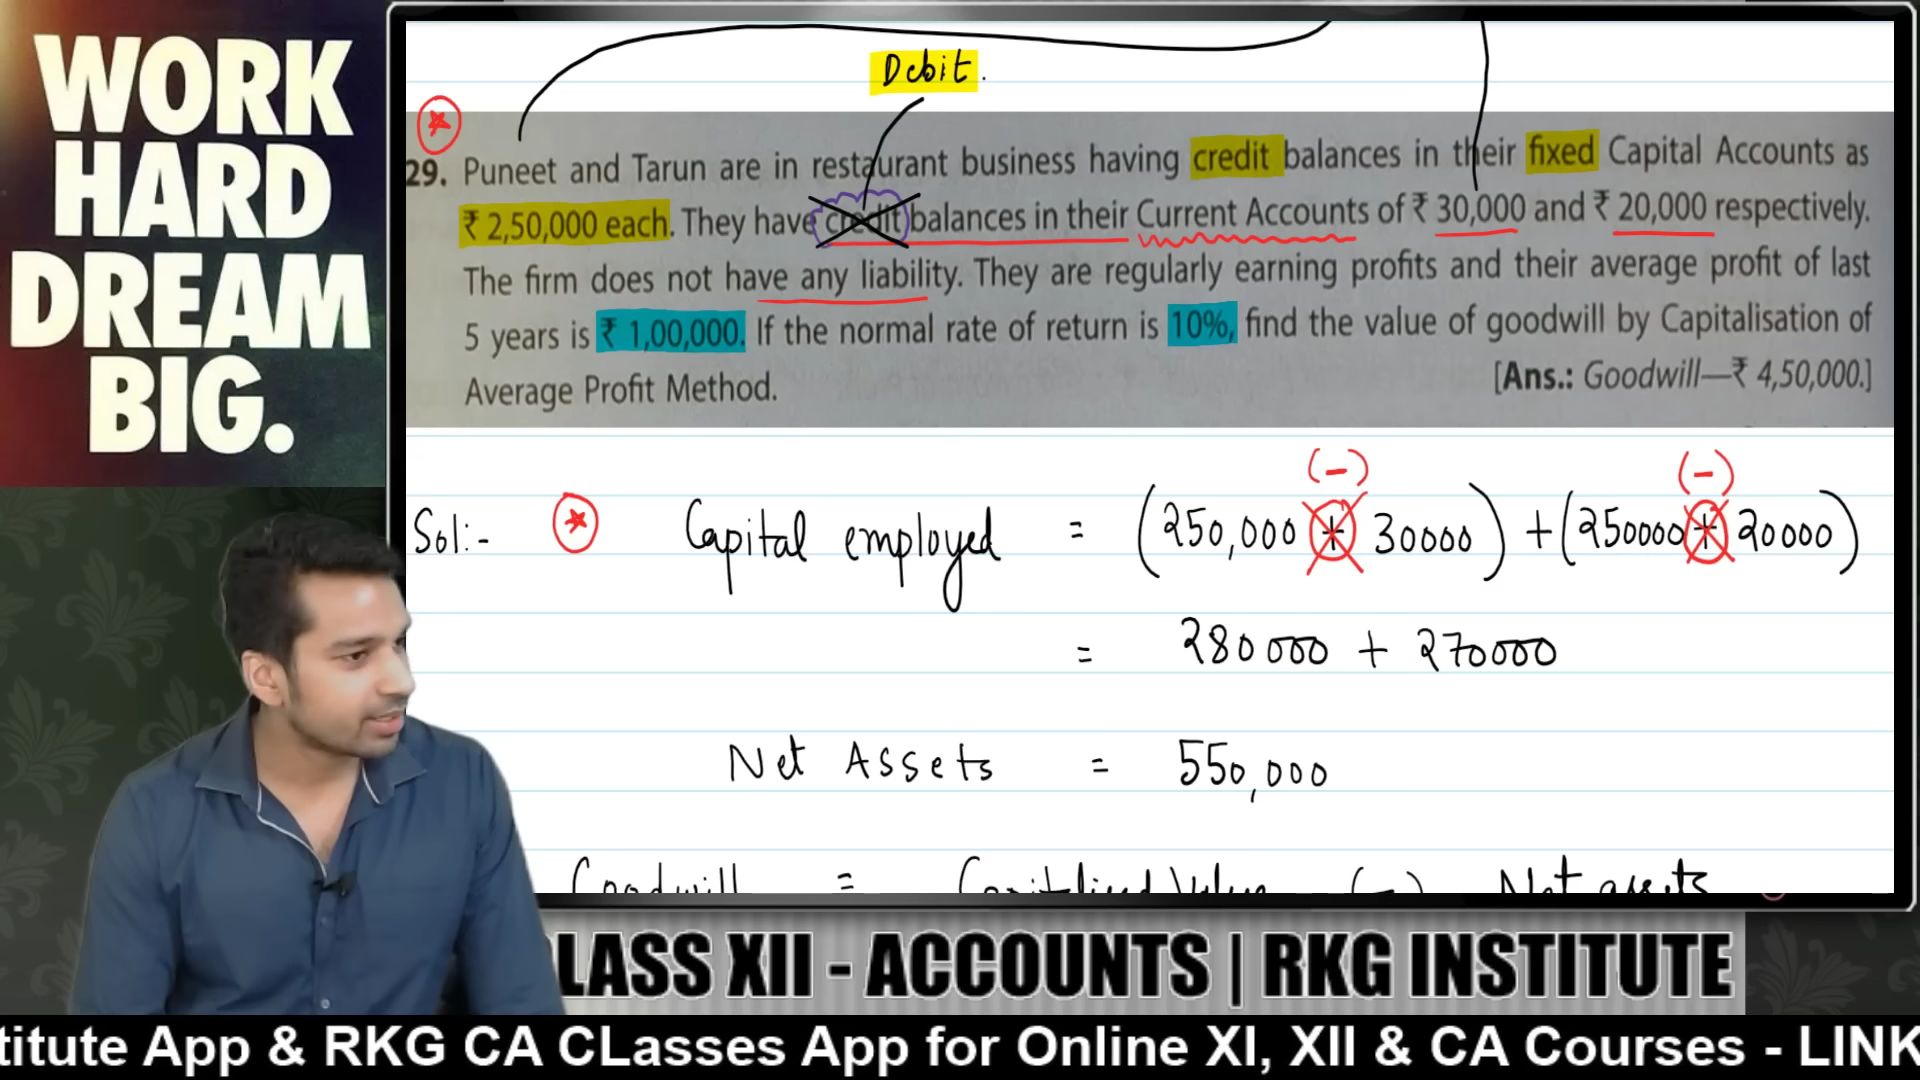 WORK
HARD
DREAM
BIG.
Debit.
29. Puneet and Tarun are in restaurant business having credit balances in their fixed Capital Accounts as
₹ 2,50,000 each. They have credit balances in their Current Accounts of ₹ 30,000 and ₹ 20,000 respectively.
The firm does not have any liability. They are regularly earning profits and their average profit of last
5 years is ₹ 1,00,000. If the normal rate of return is 10%, find the value of goodwill by Capitalisation of
Average Profit Method.
[Ans.: Goodwill—₹ 4,50,000.]
(-) (-)
Sol:- Capital employed = (250,000 + 30000) + (250000 + 20000)
= 280000 + 270000
Net Assets = 550,000
Goodwill = Capitalised Value (-) Net assets
LASS XII - ACCOUNTS | RKG INSTITUTE
titute App & RKG CA CLasses App for Online XI, XII & CA Courses - LINK